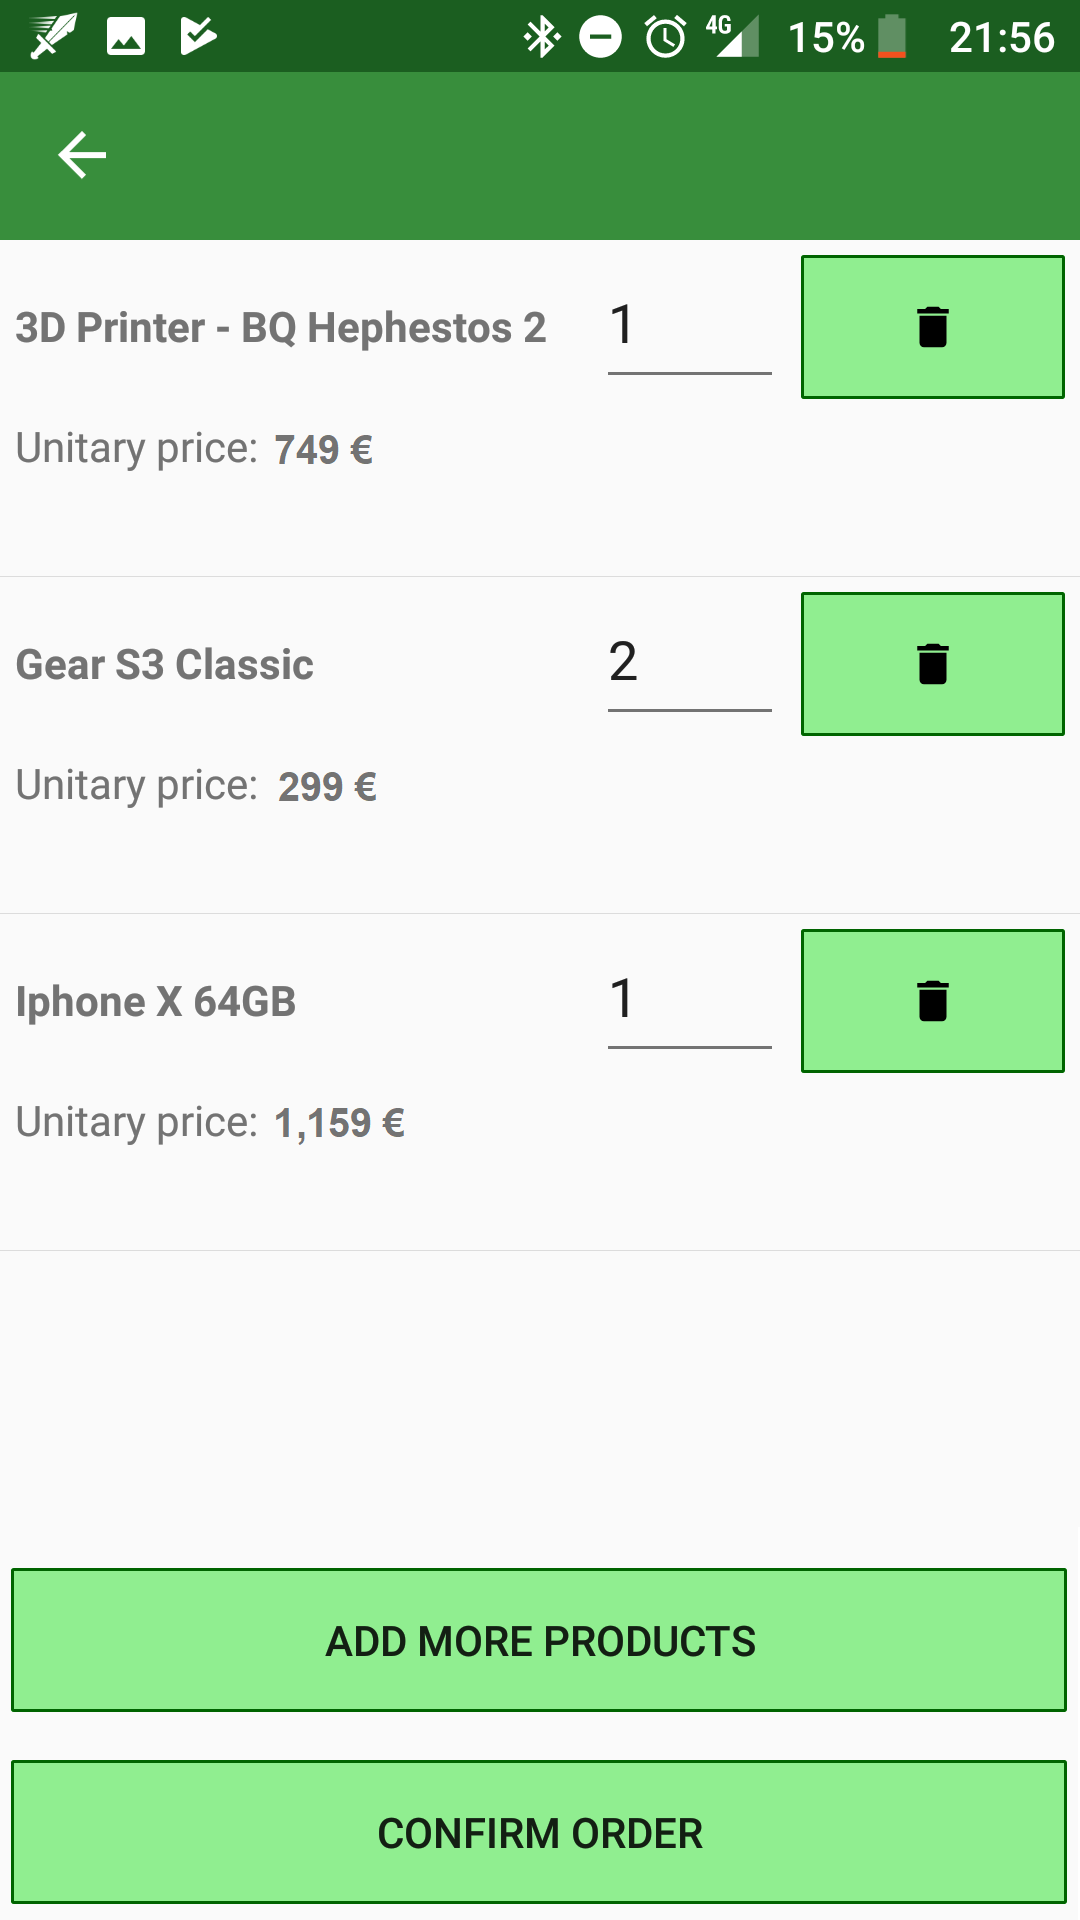 4G 15% 21:56
3D Printer - BQ Hephestos 2 1
Unitary price: 749 €
Gear S3 Classic 2
Unitary price: 299 €
Iphone X 64GB 1
Unitary price: 1,159 €
ADD MORE PRODUCTS
CONFIRM ORDER